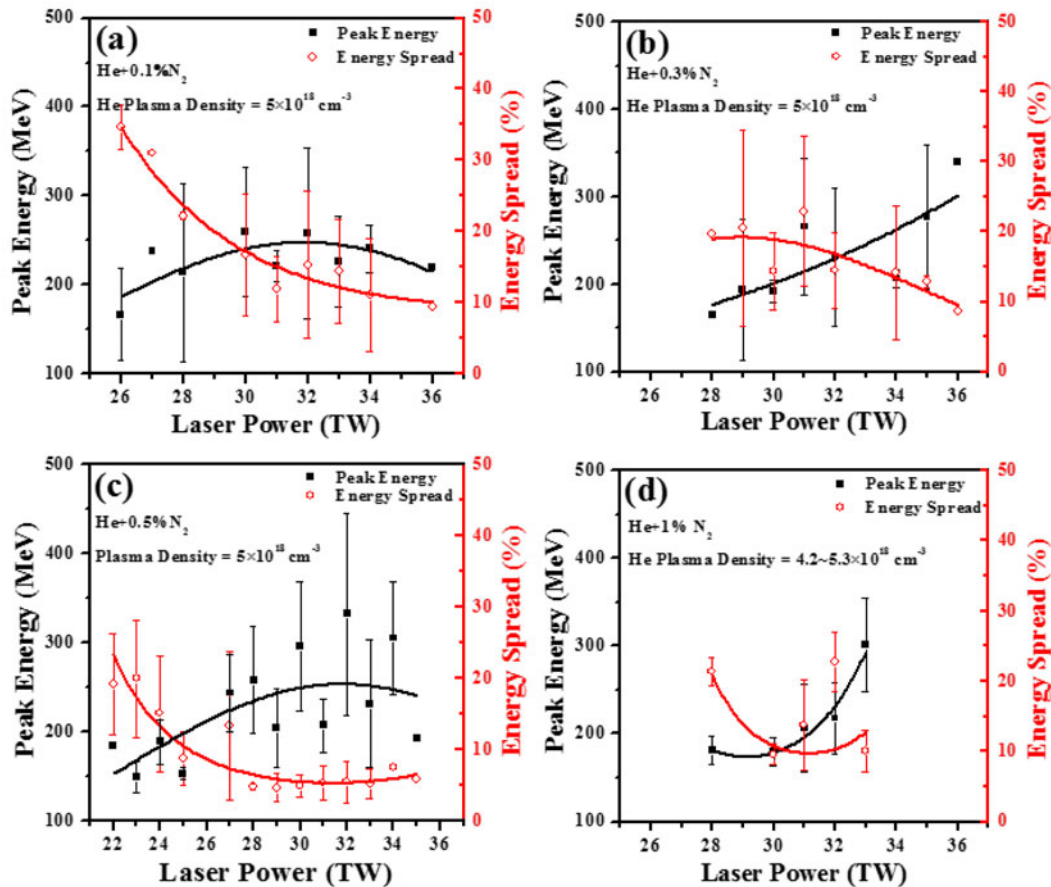 (a)
Peak Energy
Energy Spread
He+0.1%N₂
He Plasma Density = 5×10¹⁸ cm⁻³
Peak Energy (MeV)
500
400
300
200
100
Energy Spread (%)
50
40
30
20
10
0
26 28 30 32 34 36
Laser Power (TW)
(b)
Peak Energy
Energy Spread
He+0.3%N₂
He Plasma Density = 5×10¹⁸ cm⁻³
Peak Energy (MeV)
500
400
300
200
100
Energy Spread (%)
50
40
30
20
10
0
26 28 30 32 34 36
Laser Power (TW)
(c)
Peak Energy
Energy Spread
He+0.5%N₂
Plasma Density = 5×10¹⁸ cm⁻³
Peak Energy (MeV)
500
400
300
200
100
Energy Spread (%)
50
40
30
20
10
0
22 24 26 28 30 32 34 36
Laser Power (TW)
(d)
Peak Energy
Energy Spread
He+1% N₂
He Plasma Density = 4.2~5.3×10¹⁸ cm⁻³
Peak Energy (MeV)
500
400
300
200
100
Energy Spread (%)
50
40
30
20
10
0
26 28 30 32 34 36
Laser Power (TW)